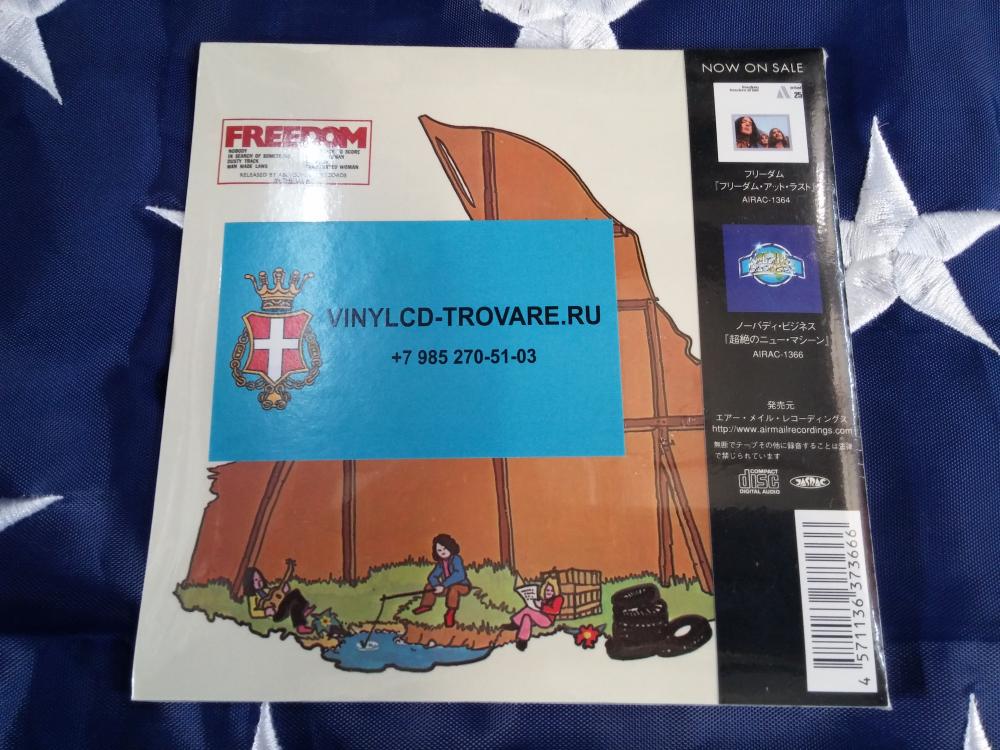 NOW ON SALE
フリーダム
『フリーダム・アット・ラスト』
AIRAC-1364
ノーバディ・ビジネス
『超絶のニュー・マシーン』
AIRAC-1366
発売元
エアー・メイル・レコーディングス
http://www.airmailrecordings.com
無断でテープその他に録音することは法律
で禁じられています
COMPACT
disc
DIGITAL AUDIO
JASRAC
4 571136 373666
FREEDOM
NOBODY
IN SEARCH OF SOMETHING
DUSTY TRACK
MAN MADE LAWS
SCORE
WOMAN
RELEASED BY
VINYLCD-TROVARE.RU
+7 985 270-51-03